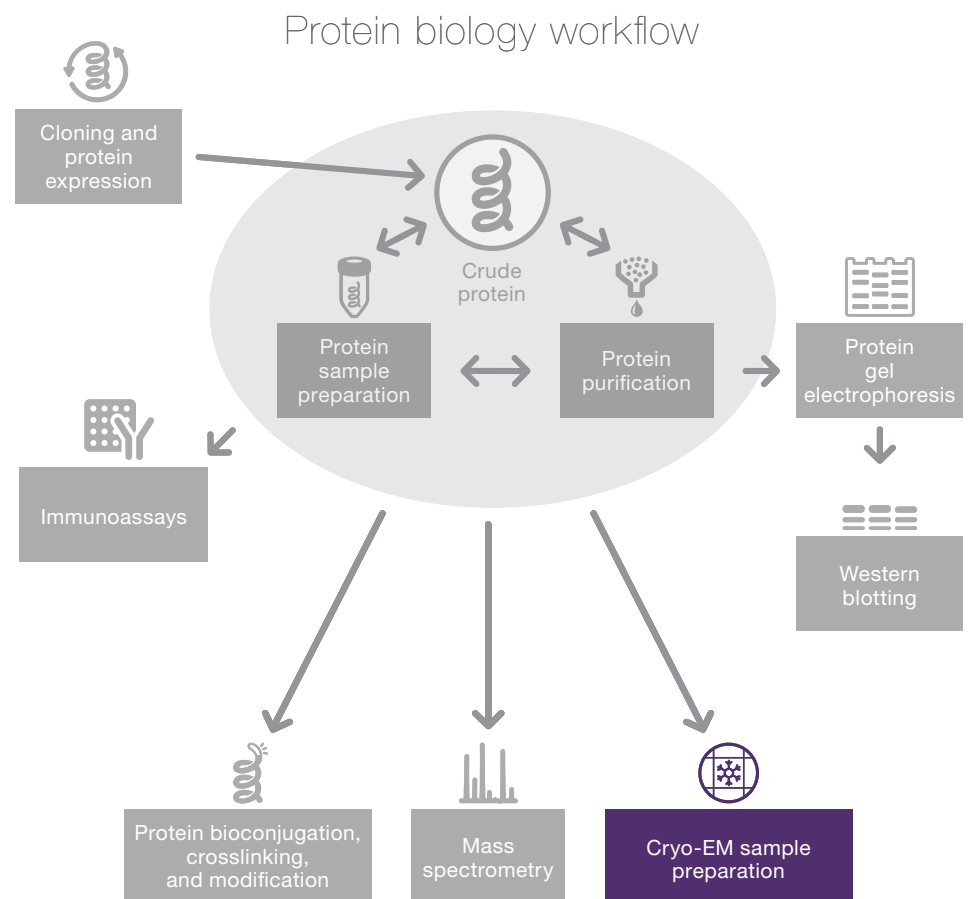 Protein biology workflow
Cloning and
protein
expression
Crude
protein
Protein
sample
preparation
Protein
purification
Protein
gel
electrophoresis
Immunoassays
Western
blotting
Protein bioconjugation,
crosslinking,
and modification
Mass
spectrometry
Cryo-EM sample
preparation